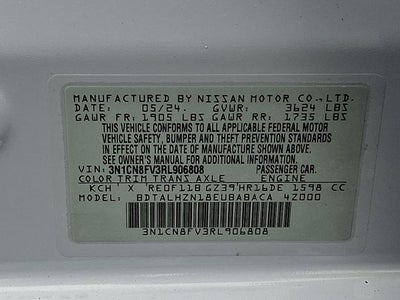 MANUFACTURED BY NISSAN MOTOR CO., LTD.
DATE: 05/24. GVWR: 3624 LBS
GAWR FR: 1905 LBS GAWR RR: 1735 LBS
THIS VEHICLE CONFORMS TO ALL APPLICABLE FEDERAL MOTOR
VEHICLE SAFETY, BUMPER, AND THEFT PREVENTION STANDARDS
IN EFFECT ON THE DATE OF MANUFACTURE SHOWN ABOVE.
SEE OWNER'S MANUAL FOR ADDITIONAL INFORMATION.
VIN: 3N1CN8FV3RL906808 PASSENGER CAR.
COLOR TRIM TRANS AXLE ENGINE
KCH X RE0F11B GZ39 HR16DE 1598 CC
MODEL BDTALHZN18EUBABACA 42000
3N1CN8FV3RL906808